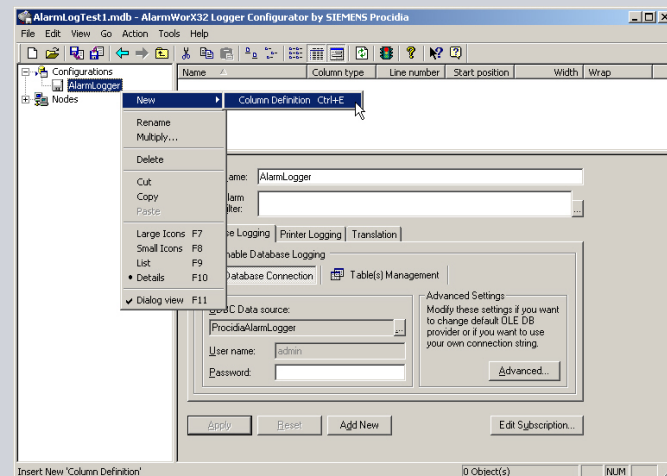 AlarmLogTest1.mdb - AlarmWorX32 Logger Configurator by SIEMENS Procidia
File Edit View Go Action Tools Help
Configurations
AlarmLogger
Nodes
Name Column type Line number Start position Width Wrap
New
Column Definition Ctrl+E
Rename
Multiply...
Delete
Cut
Copy
Paste
Large Icons F7
Small Icons F8
List F9
Details F10
Dialog view F11
ame: AlarmLogger
larm
ilter:
...
se Logging Printer Logging Translation
nable Database Logging
Database Connection Table(s) Management
ODBC Data source:
ProcidiaAlarmLogger ...
User name: admin
Password:
Advanced Settings
Modify these settings if you want
to change default OLE DB
provider or if you want to use
your own connection string.
Advanced...
Apply Reset Add New Edit Subscription...
Insert New 'Column Definition' 0 Object(s) NUM